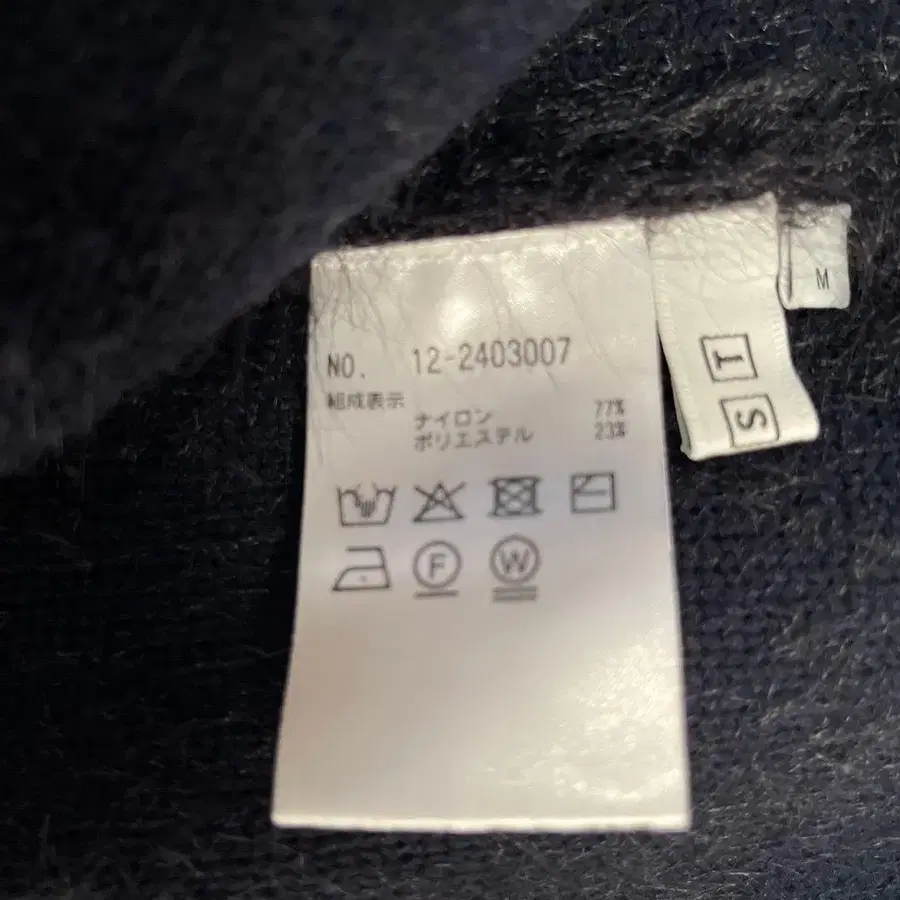 NO. 12-2403007
組成表示
ナイロン 77%
ポリエステル 23%
F W
T
S
M